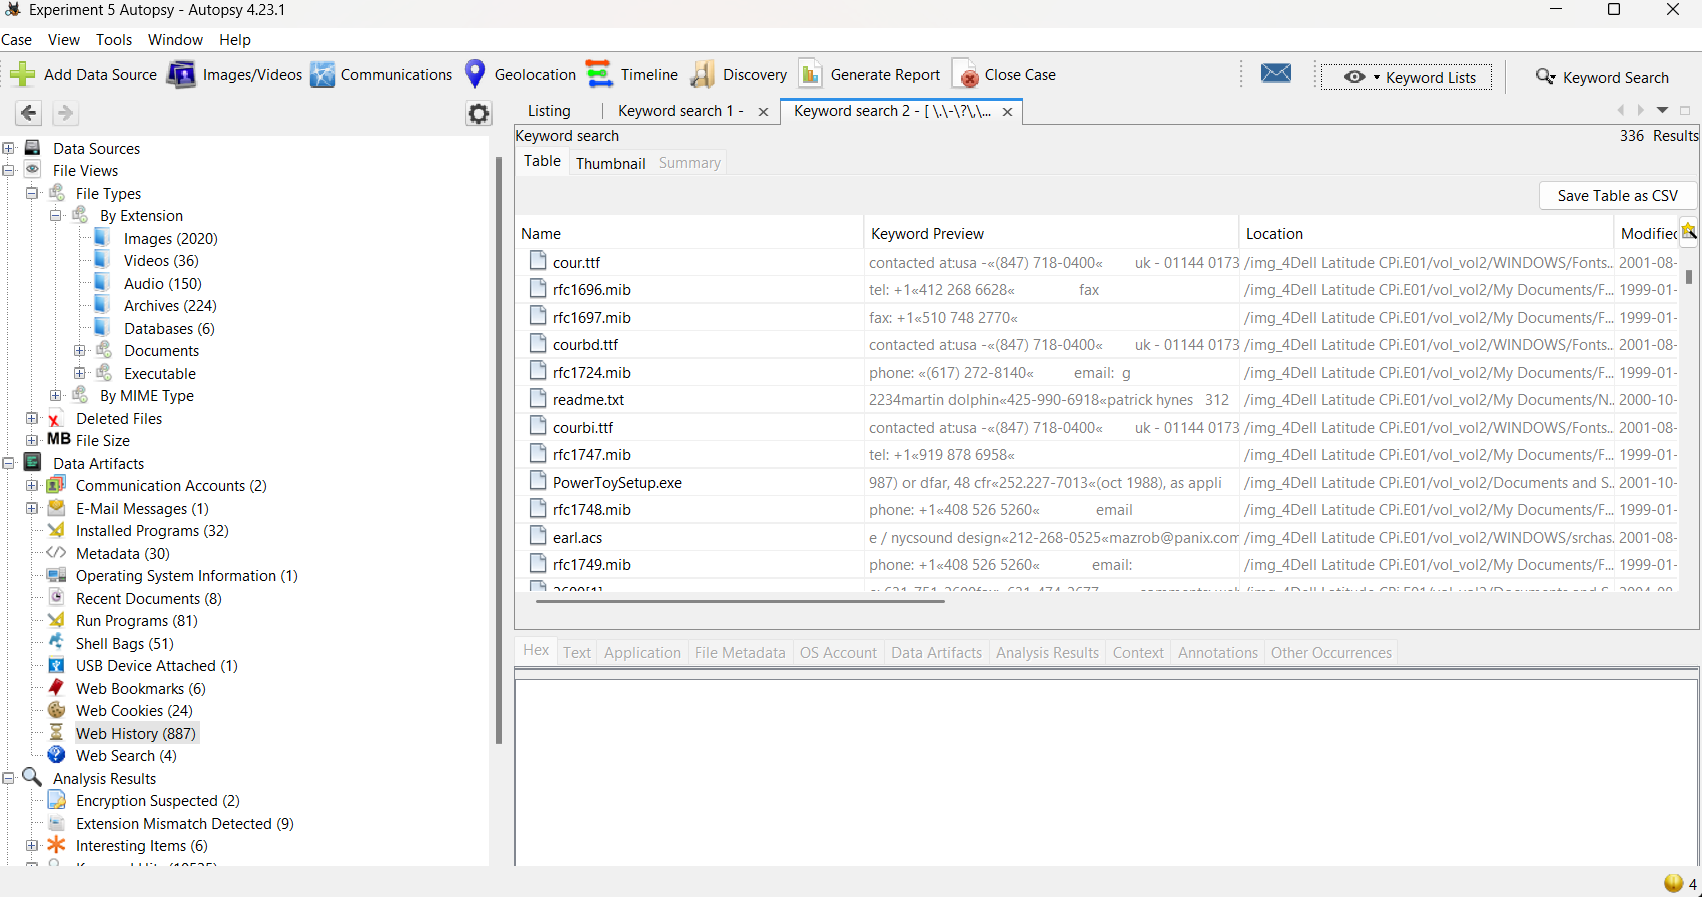 Experiment 5 Autopsy - Autopsy 4.23.1
Case View Tools Window Help
Add Data Source Images/Videos Communications Geolocation Timeline Discovery Generate Report Close Case Keyword Lists Keyword Search
Listing Keyword search 1 - Keyword search 2 - [ \.\-\?\,\...
Keyword search 336 Results
Table Thumbnail Summary
Save Table as CSV
Data Sources
File Views
File Types
By Extension
Images (2020)
Videos (36)
Audio (150)
Archives (224)
Databases (6)
Documents
Executable
By MIME Type
Deleted Files
MB File Size
Data Artifacts
Communication Accounts (2)
E-Mail Messages (1)
Installed Programs (32)
Metadata (30)
Operating System Information (1)
Recent Documents (8)
Run Programs (81)
Shell Bags (51)
USB Device Attached (1)
Web Bookmarks (6)
Web Cookies (24)
Web History (887)
Web Search (4)
Analysis Results
Encryption Suspected (2)
Extension Mismatch Detected (9)
Interesting Items (6)
Name Keyword Preview Location Modified
cour.ttf contacted at:usa -«(847) 718-0400« uk - 01144 0173 /img_4Dell Latitude CPi.E01/vol_vol2/WINDOWS/Fonts... 2001-08-
rfc1696.mib tel: +1«412 268 6628« fax /img_4Dell Latitude CPi.E01/vol_vol2/My Documents/F... 1999-01-
rfc1697.mib fax: +1«510 748 2770« /img_4Dell Latitude CPi.E01/vol_vol2/My Documents/F... 1999-01-
courbd.ttf contacted at:usa -«(847) 718-0400« uk - 01144 0173 /img_4Dell Latitude CPi.E01/vol_vol2/WINDOWS/Fonts... 2001-08-
rfc1724.mib phone: «(617) 272-8140« email: g /img_4Dell Latitude CPi.E01/vol_vol2/My Documents/F... 1999-01-
readme.txt 2234martin dolphin«425-990-6918«patrick hynes 312 /img_4Dell Latitude CPi.E01/vol_vol2/My Documents/N... 2000-10-
courbi.ttf contacted at:usa -«(847) 718-0400« uk - 01144 0173 /img_4Dell Latitude CPi.E01/vol_vol2/WINDOWS/Fonts... 2001-08-
rfc1747.mib tel: +1«919 878 6958« /img_4Dell Latitude CPi.E01/vol_vol2/My Documents/F... 1999-01-
PowerToySetup.exe 987) or dfar, 48 cfr«252.227-7013«(oct 1988), as appli /img_4Dell Latitude CPi.E01/vol_vol2/Documents and S... 2001-10-
rfc1748.mib phone: +1«408 526 5260« email /img_4Dell Latitude CPi.E01/vol_vol2/My Documents/F... 1999-01-
earl.acs e / nycsound design«212-268-0525«mazrob@panix.com /img_4Dell Latitude CPi.E01/vol_vol2/WINDOWS/srchas... 2001-08-
rfc1749.mib phone: +1«408 526 5260« email: /img_4Dell Latitude CPi.E01/vol_vol2/My Documents/F... 1999-01-
Hex Text Application File Metadata OS Account Data Artifacts Analysis Results Context Annotations Other Occurrences
4